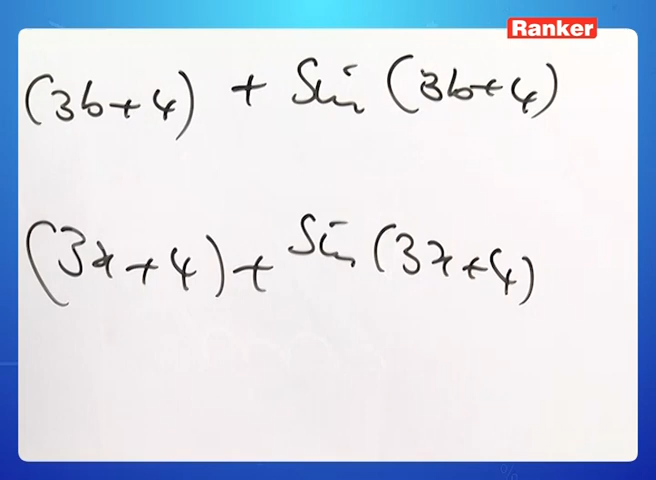 Ranker
(3b+4) + Sin (3b+4)
(3x+4) + Sin (3x+4)